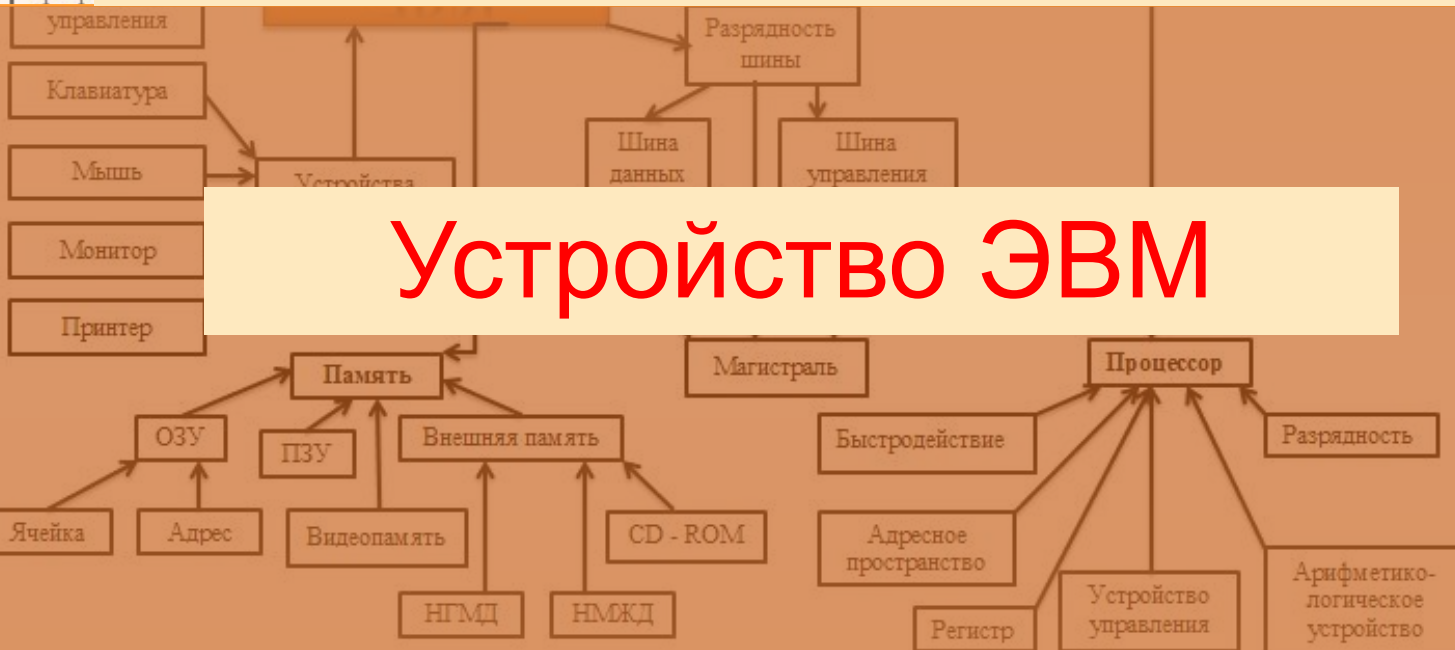 управления
Разрядность
шины
Клавиатура
Шина
данных
Шина
управления
Мышь
Устройства
Устройство ЭВМ
Монитор
Принтер
Память
Магистраль
Процессор
ОЗУ
ПЗУ
Внешняя память
Быстродействие
Разрядность
Ячейка
Адрес
Видеопамять
CD - ROM
Адресное
пространство
НГМД
НМЖД
Регистр
Устройство
управления
Арифметико-
логическое
устройство